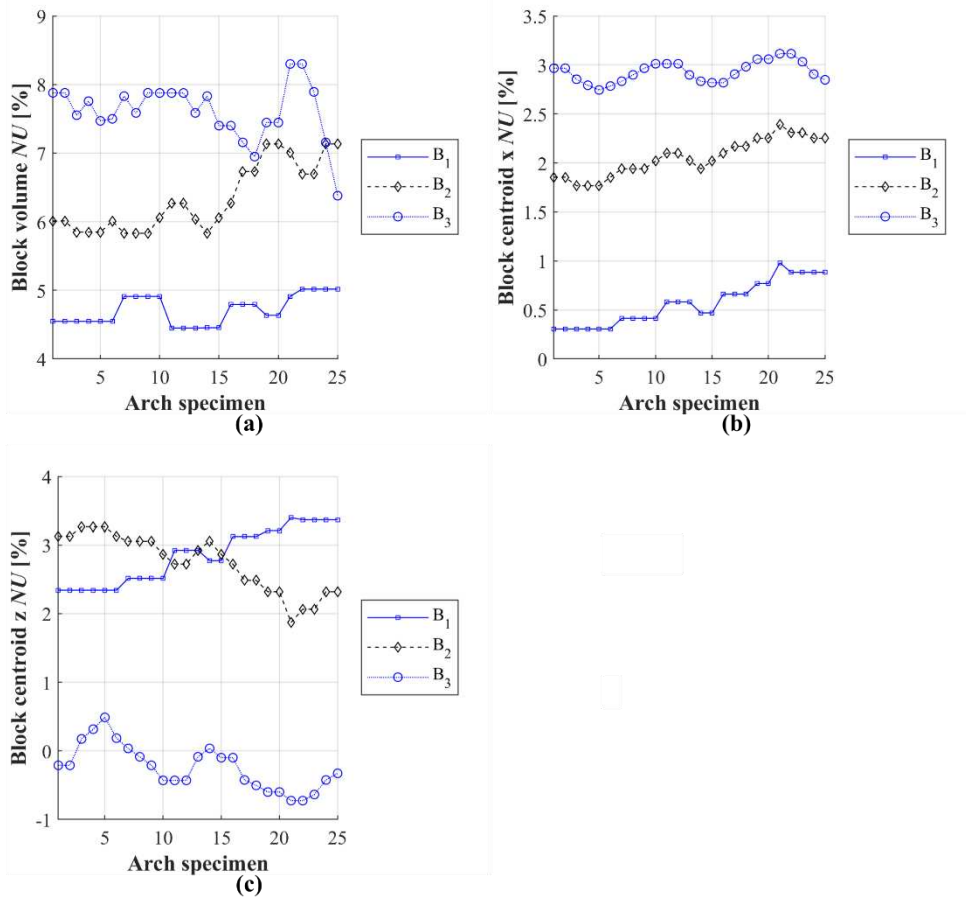 9
8
7
6
5
4
Block volume NU [%]
5
10
15
20
25
Arch specimen
B1
B2
B3
(a)
3.5
3
2.5
2
1.5
1
0.5
0
Block centroid x NU [%]
5
10
15
20
25
Arch specimen
B1
B2
B3
(b)
4
3
2
1
0
-1
Block centroid z NU [%]
5
10
15
20
25
Arch specimen
B1
B2
B3
(c)